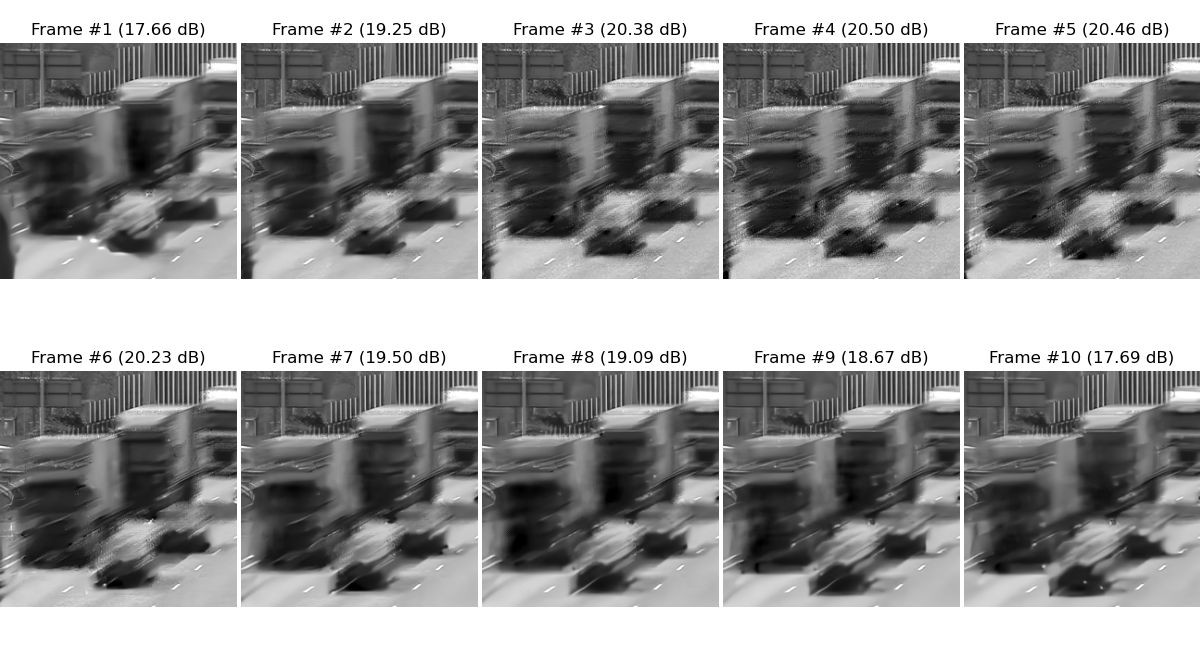 Frame #1 (17.66 dB)
Frame #2 (19.25 dB)
Frame #3 (20.38 dB)
Frame #4 (20.50 dB)
Frame #5 (20.46 dB)
Frame #6 (20.23 dB)
Frame #7 (19.50 dB)
Frame #8 (19.09 dB)
Frame #9 (18.67 dB)
Frame #10 (17.69 dB)